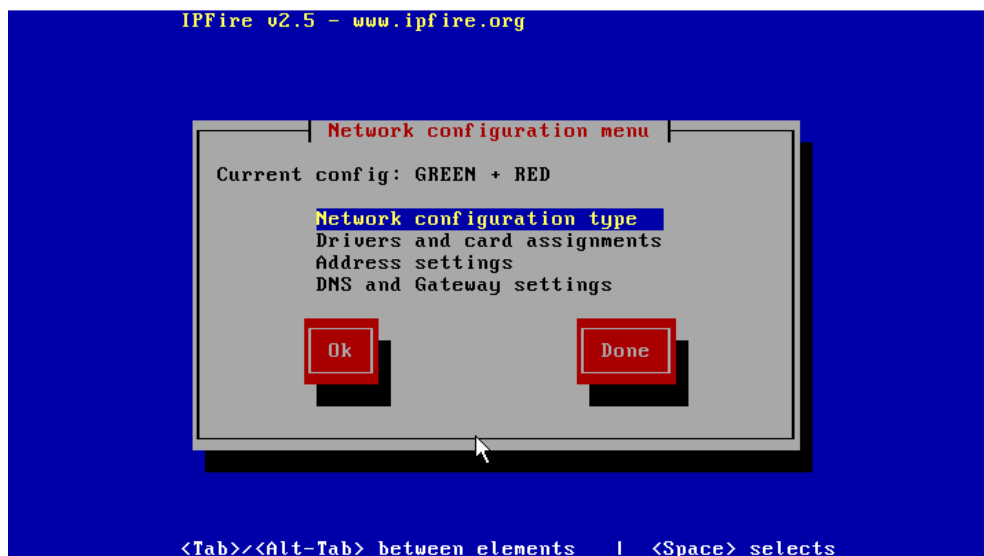 IPFire v2.5 - www.ipfire.org
Network configuration menu
Current config: GREEN + RED
Network configuration type
Drivers and card assignments
Address settings
DNS and Gateway settings
Ok Done
<Tab>/<Alt-Tab> between elements | <Space> selects